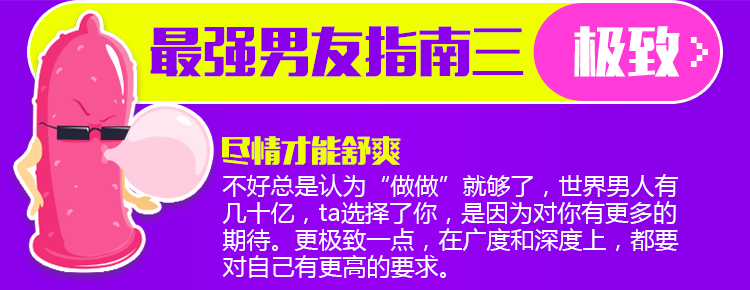 最强男友指南三 极致
尽情才能舒爽
不好总是认为“做做”就够了，世界男人有
几十亿，ta选择了你，是因为对你有更多的
期待。更极致一点，在广度和深度上，都要
对自己有更高的要求。